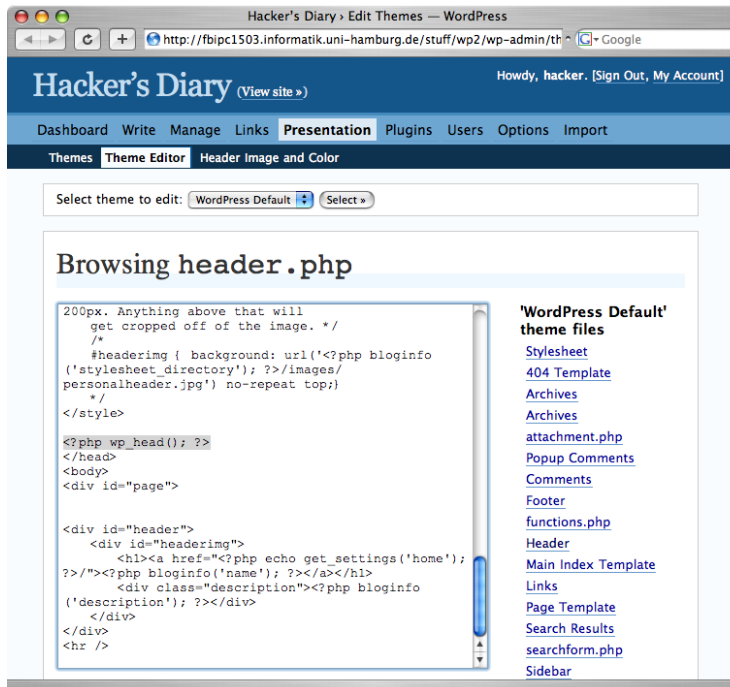 Hacker's Diary › Edit Themes — WordPress
http://fbipc1503.informatik.uni-hamburg.de/stuff/wp2/wp-admin/th
Google
Hacker's Diary (View site »)
Howdy, hacker. [Sign Out, My Account]
Dashboard Write Manage Links Presentation Plugins Users Options Import
Themes Theme Editor Header Image and Color
Select theme to edit: WordPress Default Select »
Browsing header.php
200px. Anything above that will
get cropped off of the image. */
/*
#headerimg { background: url('<?php bloginfo
('stylesheet_directory'); ?>/images/
personalheader.jpg') no-repeat top;}
*/
</style>
<?php wp_head(); ?>
</head>
<body>
<div id="page">
<div id="header">
<div id="headerimg">
<h1><a href="<?php echo get_settings('home');
?>/"><?php bloginfo('name'); ?></a></h1>
<div class="description"><?php bloginfo
('description'); ?></div>
</div>
</div>
<hr />
'WordPress Default'
theme files
Stylesheet
404 Template
Archives
Archives
attachment.php
Popup Comments
Comments
Footer
functions.php
Header
Main Index Template
Links
Page Template
Search Results
searchform.php
Sidebar